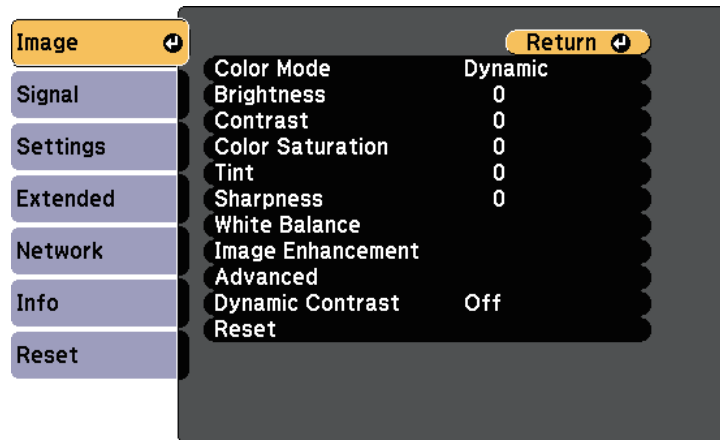 Image
Signal
Settings
Extended
Network
Info
Reset
Return
Color Mode Dynamic
Brightness 0
Contrast 0
Color Saturation 0
Tint 0
Sharpness 0
White Balance
Image Enhancement
Advanced
Dynamic Contrast Off
Reset